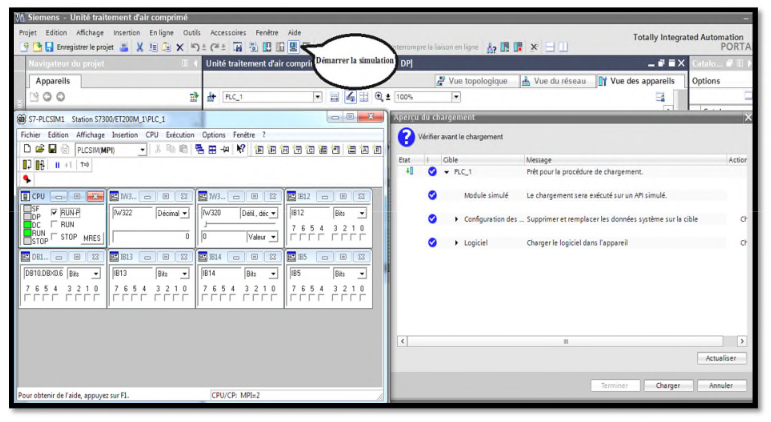 Siemens - Unité traitement d'air comprimé
Projet Edition Affichage Insertion En ligne Outils Accessoires Fenêtre Aide
Totally Integrated Automation
PORTA
Enregistrer le projet
interrompre la liaison en ligne
Démarrer la simulation
Navigateur du projet
Unité traitement d'air compri
DP]
Catalo...
Appareils
Vue topologique
Vue du réseau
Vue des appareils
Options
PLC_1
100%
S7-PLCSIM1 Station S7300/ET200M_1\PLC_1
Fichier Edition Affichage Insertion CPU Exécution Options Fenêtre ?
PLCSIM(MPI)
+1 T=0
CPU
IW3...
IW3...
IB12
SF
DP
DC
RUN
STOP
RUN-P
RUN
STOP
MRES
IW322
Décimal
0
IW320
Défil., déc
0
Valeur
IB12
Bits
7 6 5 4 3 2 1 0
DB1...
IB13
IB14
IB5
DB10.DBX0.6
Bits
IB13
Bits
IB14
Bits
IB5
Bits
7 6 5 4 3 2 1 0
7 6 5 4 3 2 1 0
7 6 5 4 3 2 1 0
7 6 5 4 3 2 1 0
Pour obtenir de l'aide, appuyez sur F1.
CPU/CP: MPI=2
Aperçu du chargement
Vérifier avant le chargement
Etat ! Cible Message Action
PLC_1 Prêt pour la procédure de chargement.
Module simulé Le chargement sera exécuté sur un API simulé.
Configuration des ... Supprimer et remplacer les données système sur la cible
Logiciel Charger le logiciel dans l'appareil
Actualiser
Terminer Charger Annuler